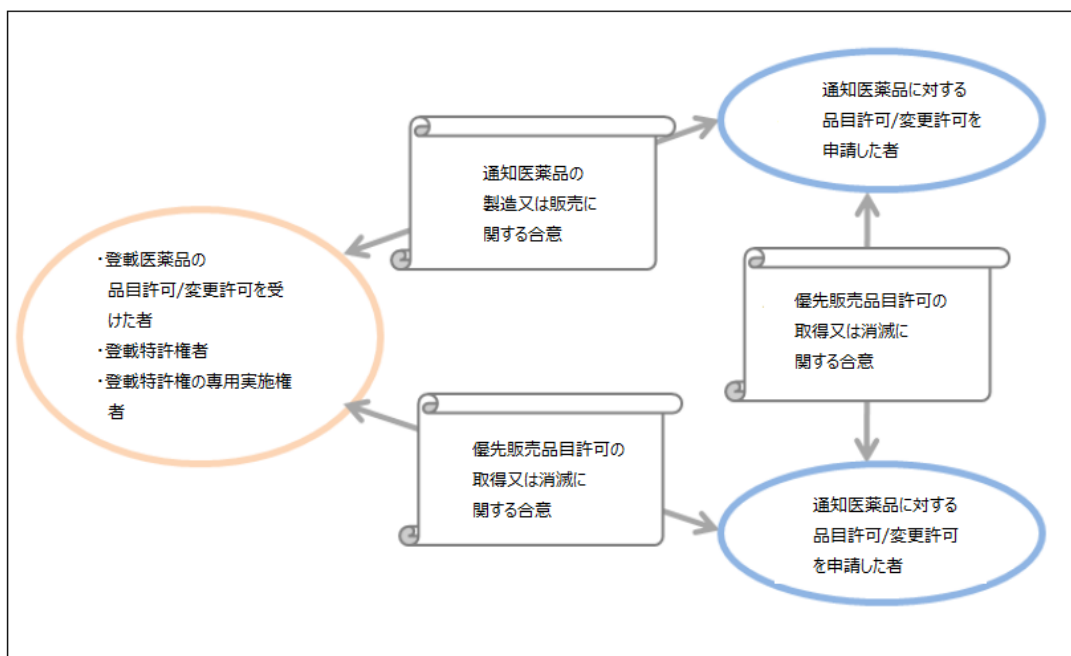 通知医薬品に対する
品目許可/変更許可を
申請した者
通知医薬品の
製造又は販売に
関する合意
・登載医薬品の
品目許可/変更許可を受
けた者
・登載特許権者
・登載特許権の専用実施権
者
優先販売品目許可の
取得又は消滅に
関する合意
優先販売品目許可の
取得又は消滅に
関する合意
通知医薬品に対する
品目許可/変更許可
を申請した者